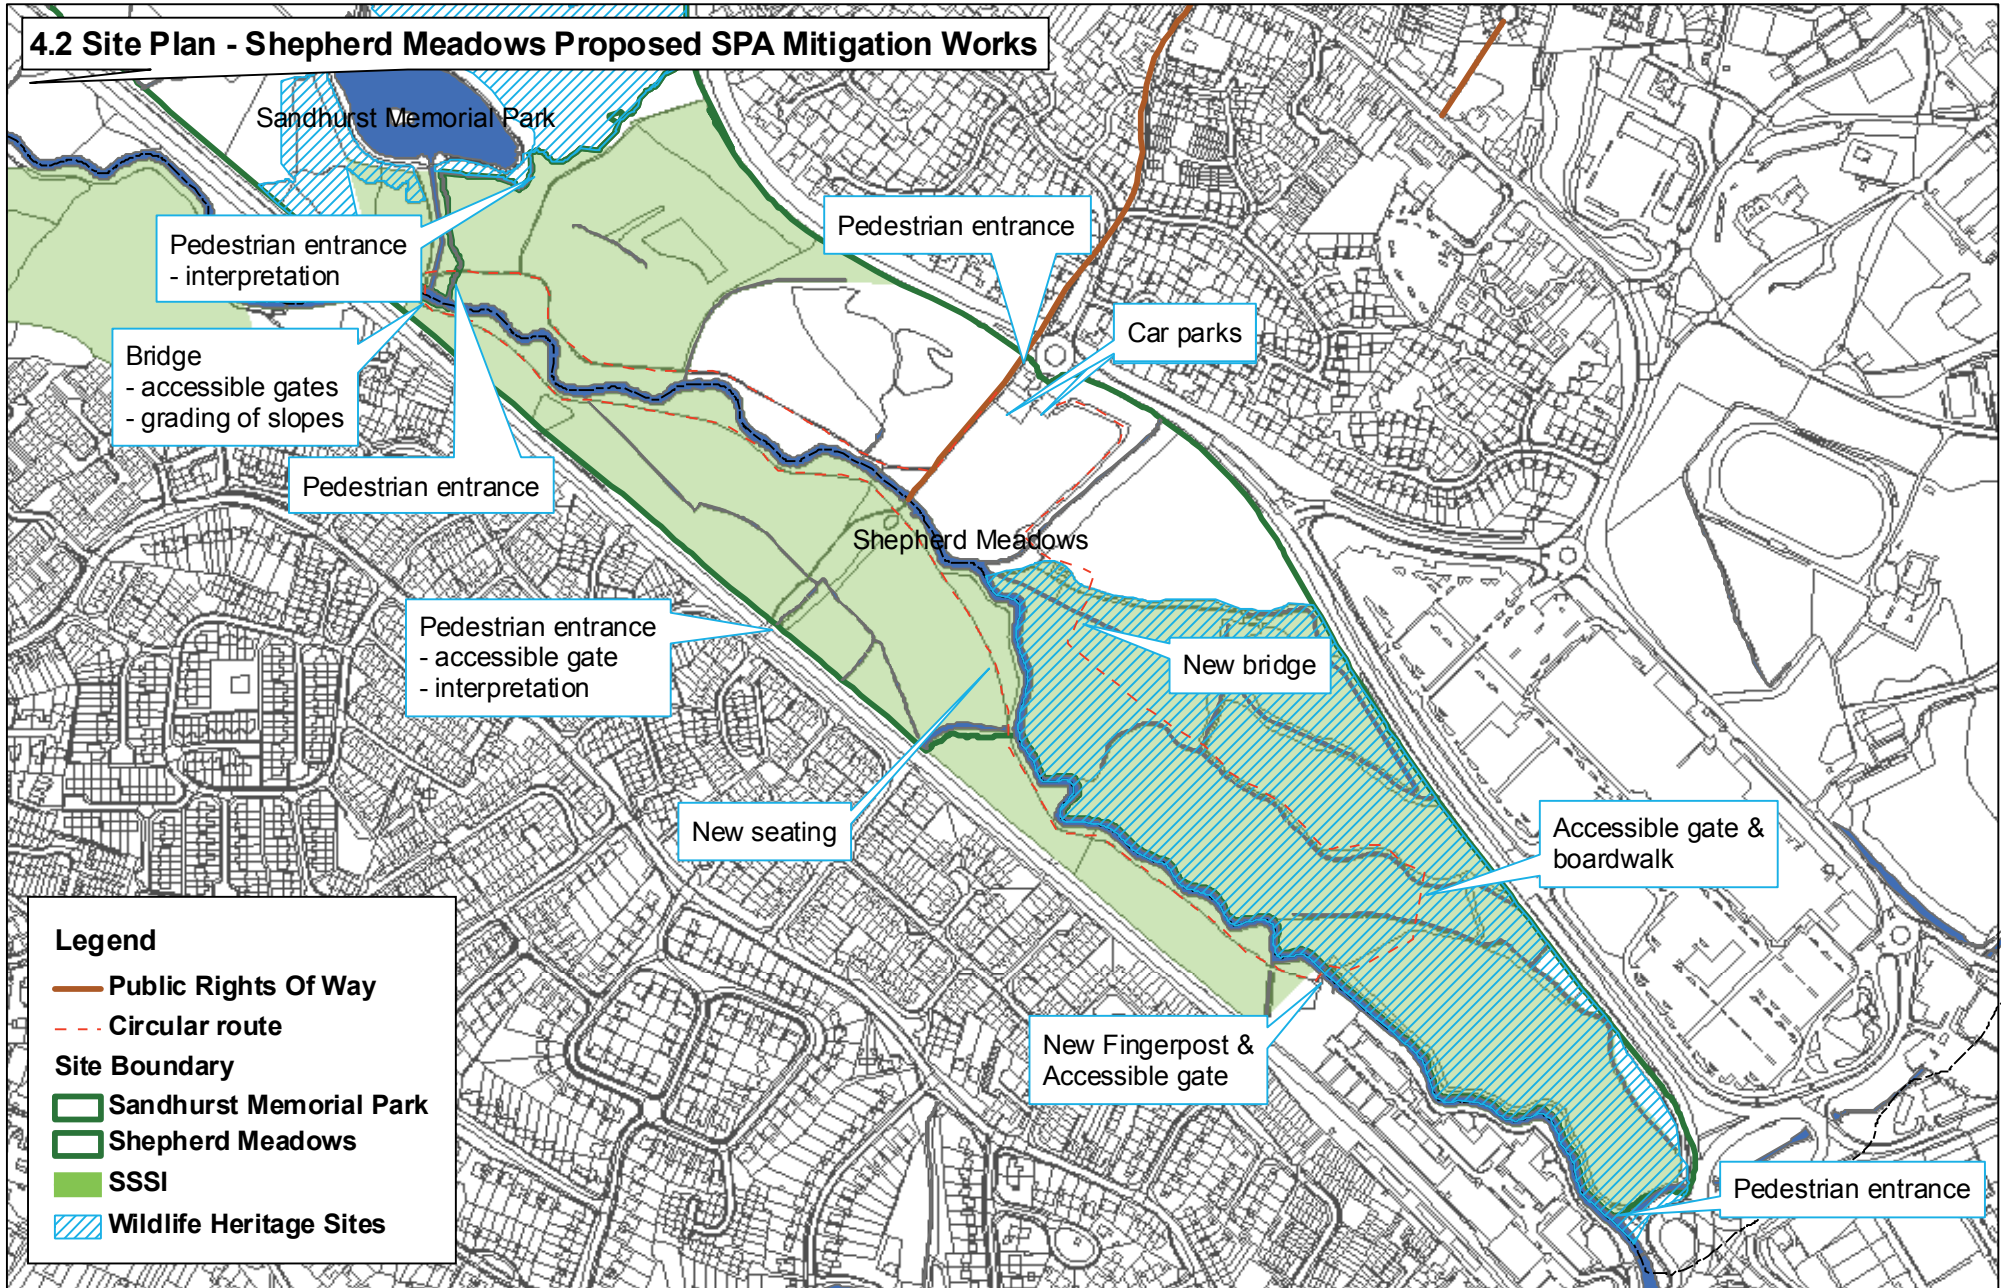 4.2 Site Plan - Shepherd Meadows Proposed SPA Mitigation Works
Sandhurst Memorial Park
Pedestrian entrance
- interpretation
Pedestrian entrance
Car parks
Bridge
- accessible gates
- grading of slopes
Pedestrian entrance
Shepherd Meadows
Pedestrian entrance
- accessible gate
- interpretation
New bridge
New seating
Accessible gate &
boardwalk
New Fingerpost &
Accessible gate
Pedestrian entrance
Legend
Public Rights Of Way
Circular route
Site Boundary
Sandhurst Memorial Park
Shepherd Meadows
SSSI
Wildlife Heritage Sites